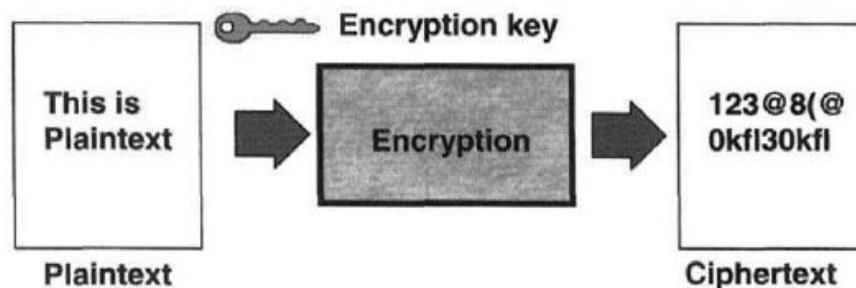 Encryption key
This is
Plaintext
Encryption
123@8(@
0kfl30kfl
Plaintext
Ciphertext